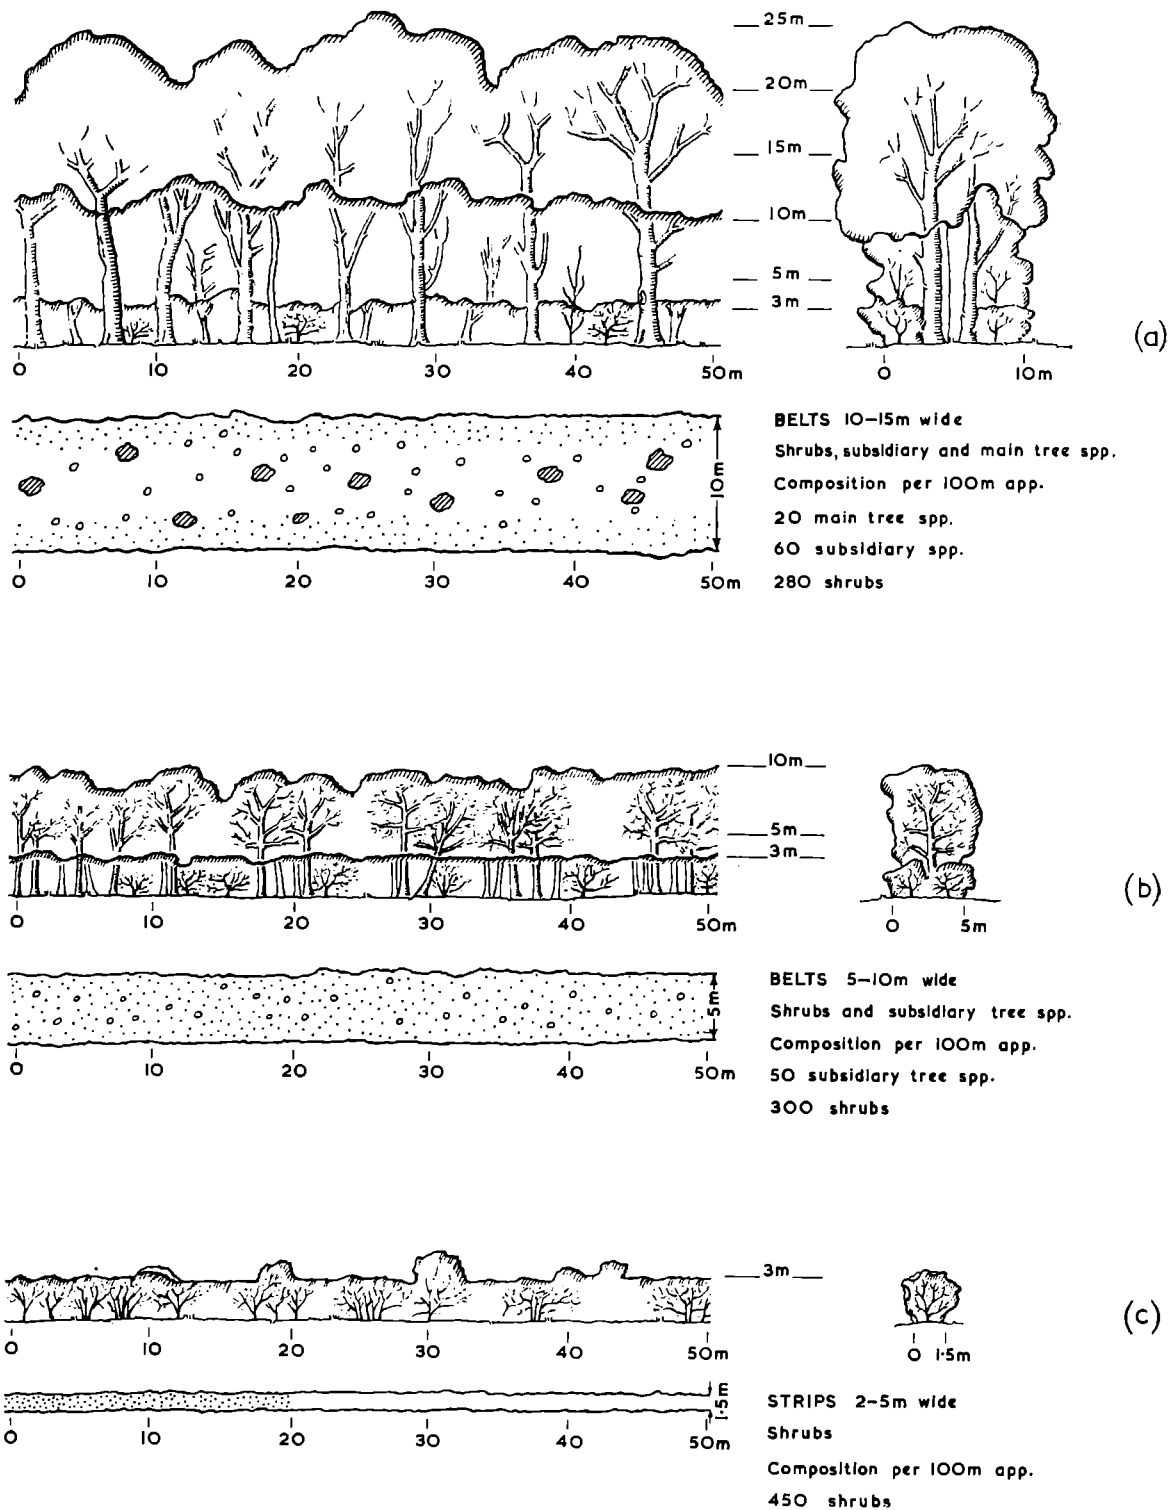 25m
20m
15m
10m
5m
3m
0 10 20 30 40 50m
0 10m
(a)
10m
0 10 20 30 40 50m
BELTS 10-15m wide
Shrubs, subsidiary and main tree spp.
Composition per 100m app.
20 main tree spp.
60 subsidiary spp.
280 shrubs
10m
5m
3m
0 10 20 30 40 50m
0 5m
(b)
5m
0 10 20 30 40 50m
BELTS 5-10m wide
Shrubs and subsidiary tree spp.
Composition per 100m app.
50 subsidiary tree spp.
300 shrubs
3m
0 10 20 30 40 50m
0 1·5m
(c)
1·5m
0 10 20 30 40 50m
STRIPS 2-5m wide
Shrubs
Composition per 100m app.
450 shrubs